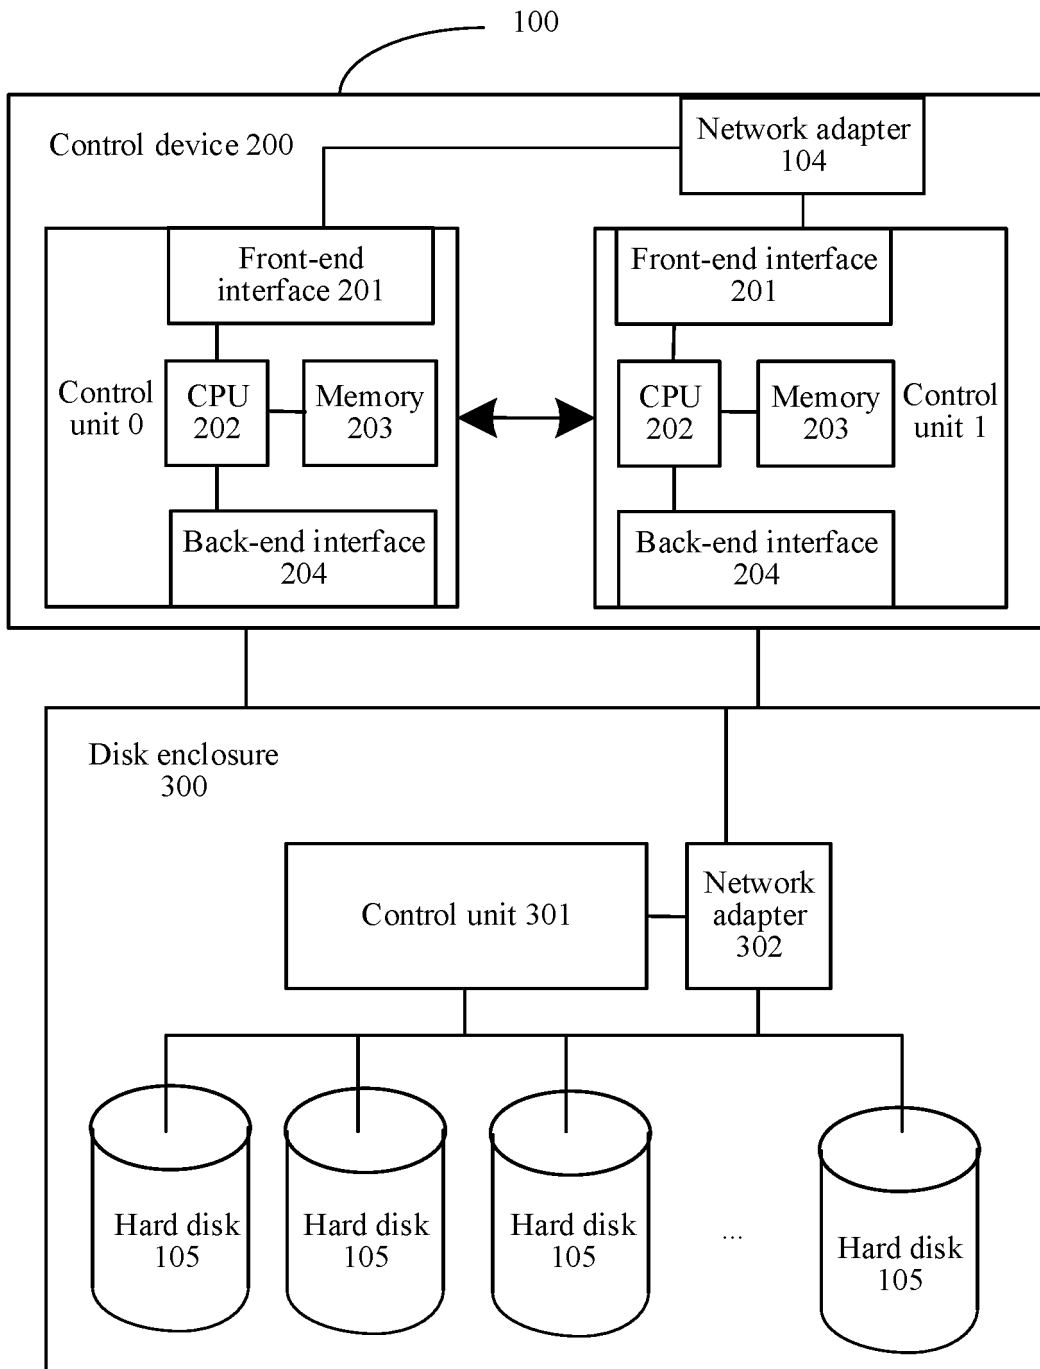 100
Control device 200
Network adapter
104
Front-end
interface 201
Front-end interface
201
Control
unit 0
CPU
202
Memory
203
CPU
202
Memory
203
Control
unit 1
Back-end interface
204
Back-end interface
204
Disk enclosure
300
Control unit 301
Network
adapter
302
Hard disk
105
Hard disk
105
Hard disk
105
...
Hard disk
105